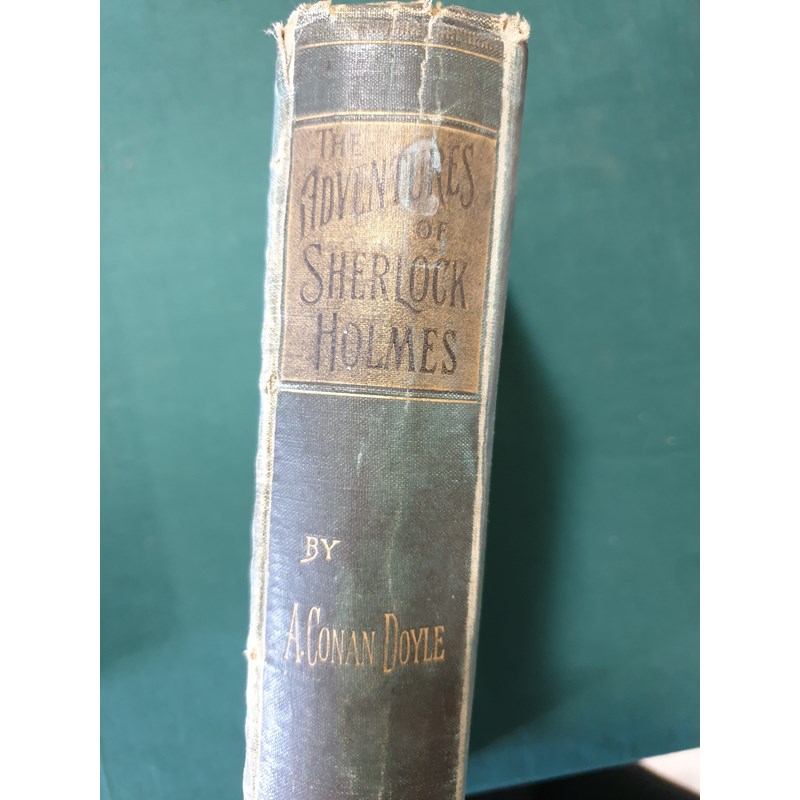 THE
ADVENTURES
OF
SHERLOCK
HOLMES
BY
A. CONAN DOYLE